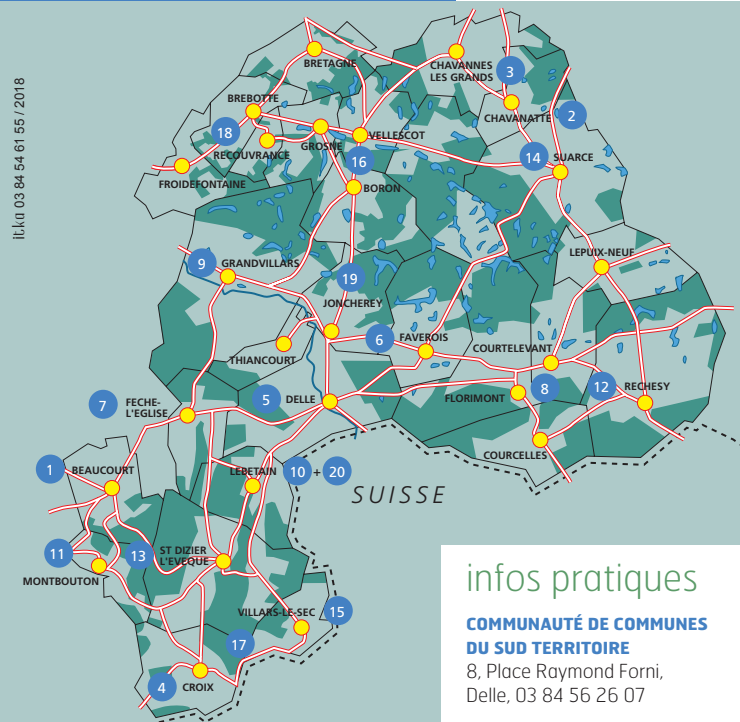 it.k.a 03 84 54 61 55 / 2018
BRETAGNE
CHAVANNES
LES GRANDS
3
BREBOTTE
CHAVANATTE
2
18
GROSNE
VELLESCOT
RECOUVRANCE
16
14
SUARCE
FROIDEFONTAINE
BORON
LEPUIX-NEUF
9
GRANDVILLARS
19
JONCHEREY
6
FAVEROIS
COURTELEVANT
THIANCOURT
7
FECHE-
L'EGLISE
5
DELLE
FLORIMONT
8
12
RECHESY
COURCELLES
1
BEAUCOURT
LEBETAIN
10 + 20
SUISSE
11
13
ST DIZIER
L'EVEQUE
MONTBOUTON
VILLARS-LE-SEC
15
17
4
CROIX
infos pratiques
COMMUNAUTÉ DE COMMUNES
DU SUD TERRITOIRE
8, Place Raymond Forni,
Delle, 03 84 56 26 07